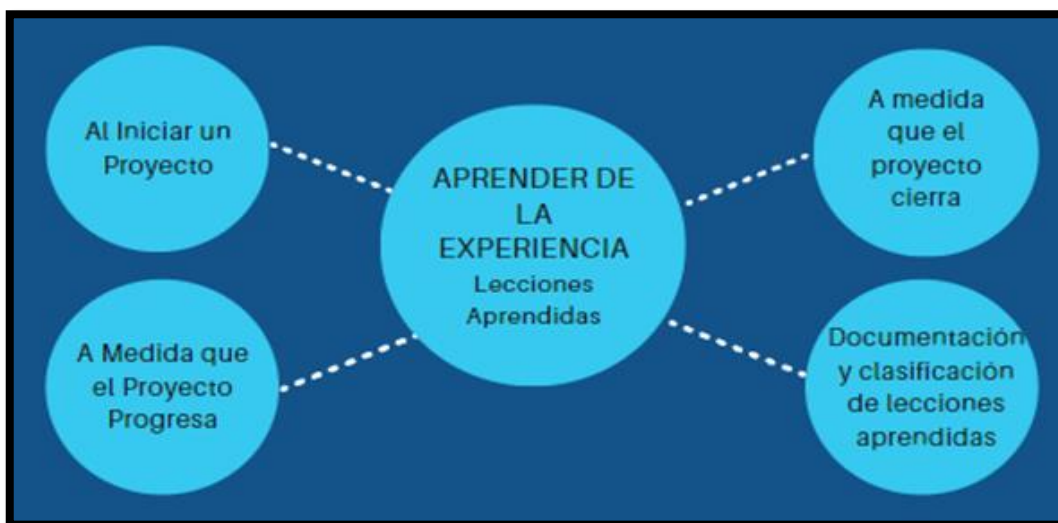 Al Iniciar un
Proyecto
A Medida que
el Proyecto
Progresa
APRENDER DE
LA
EXPERIENCIA
Lecciones
Aprendidas
A medida
que el
proyecto
cierra
Documentación
y clasificación
de lecciones
aprendidas